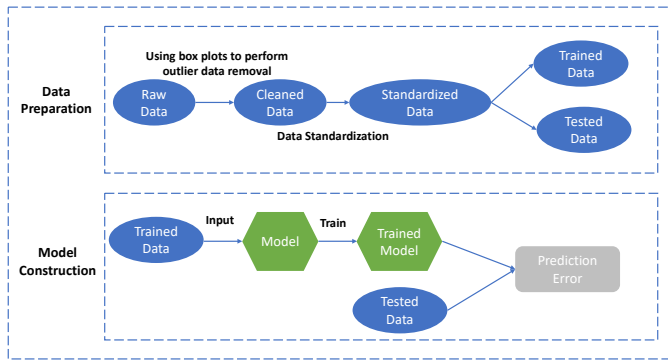 Data
Preparation
Using box plots to perform
outlier data removal
Raw
Data
Cleaned
Data
Standardized
Data
Data Standardization
Trained
Data
Tested
Data
Model
Construction
Trained
Data
Input
Model
Train
Trained
Model
Tested
Data
Prediction
Error